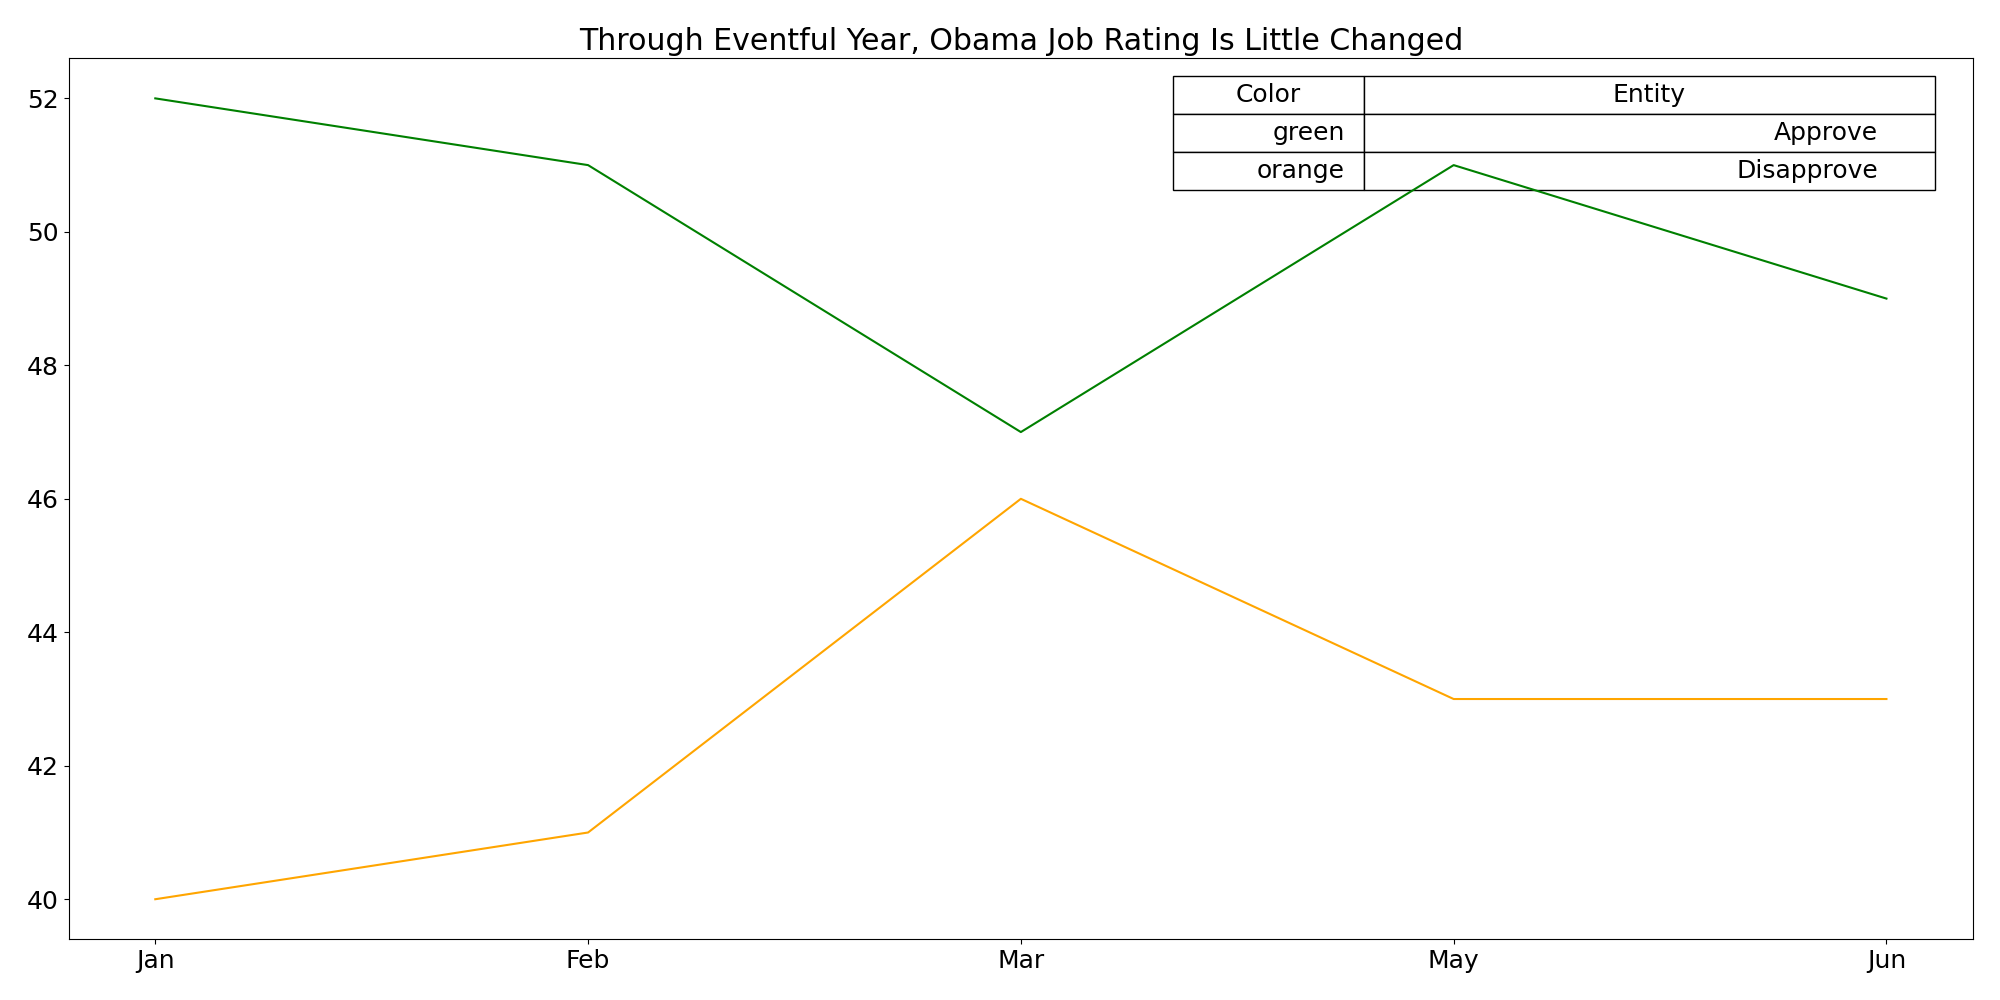 Through Eventful Year, Obama Job Rating Is Little Changed
Color Entity
green Approve
orange Disapprove
52
50
48
46
44
42
40
Jan Feb Mar May Jun